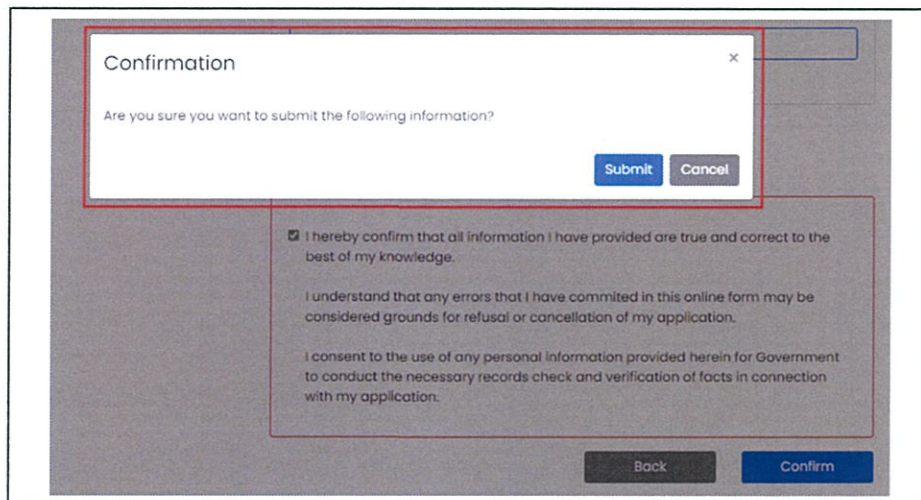 Confirmation
×
Are you sure you want to submit the following information?
Submit Cancel
I hereby confirm that all information I have provided are true and correct to the
best of my knowledge.
I understand that any errors that I have commited in this online form may be
considered grounds for refusal or cancellation of my application.
I consent to the use of any personal information provided herein for Government
to conduct the necessary records check and verification of facts in connection
with my application.
Back Confirm